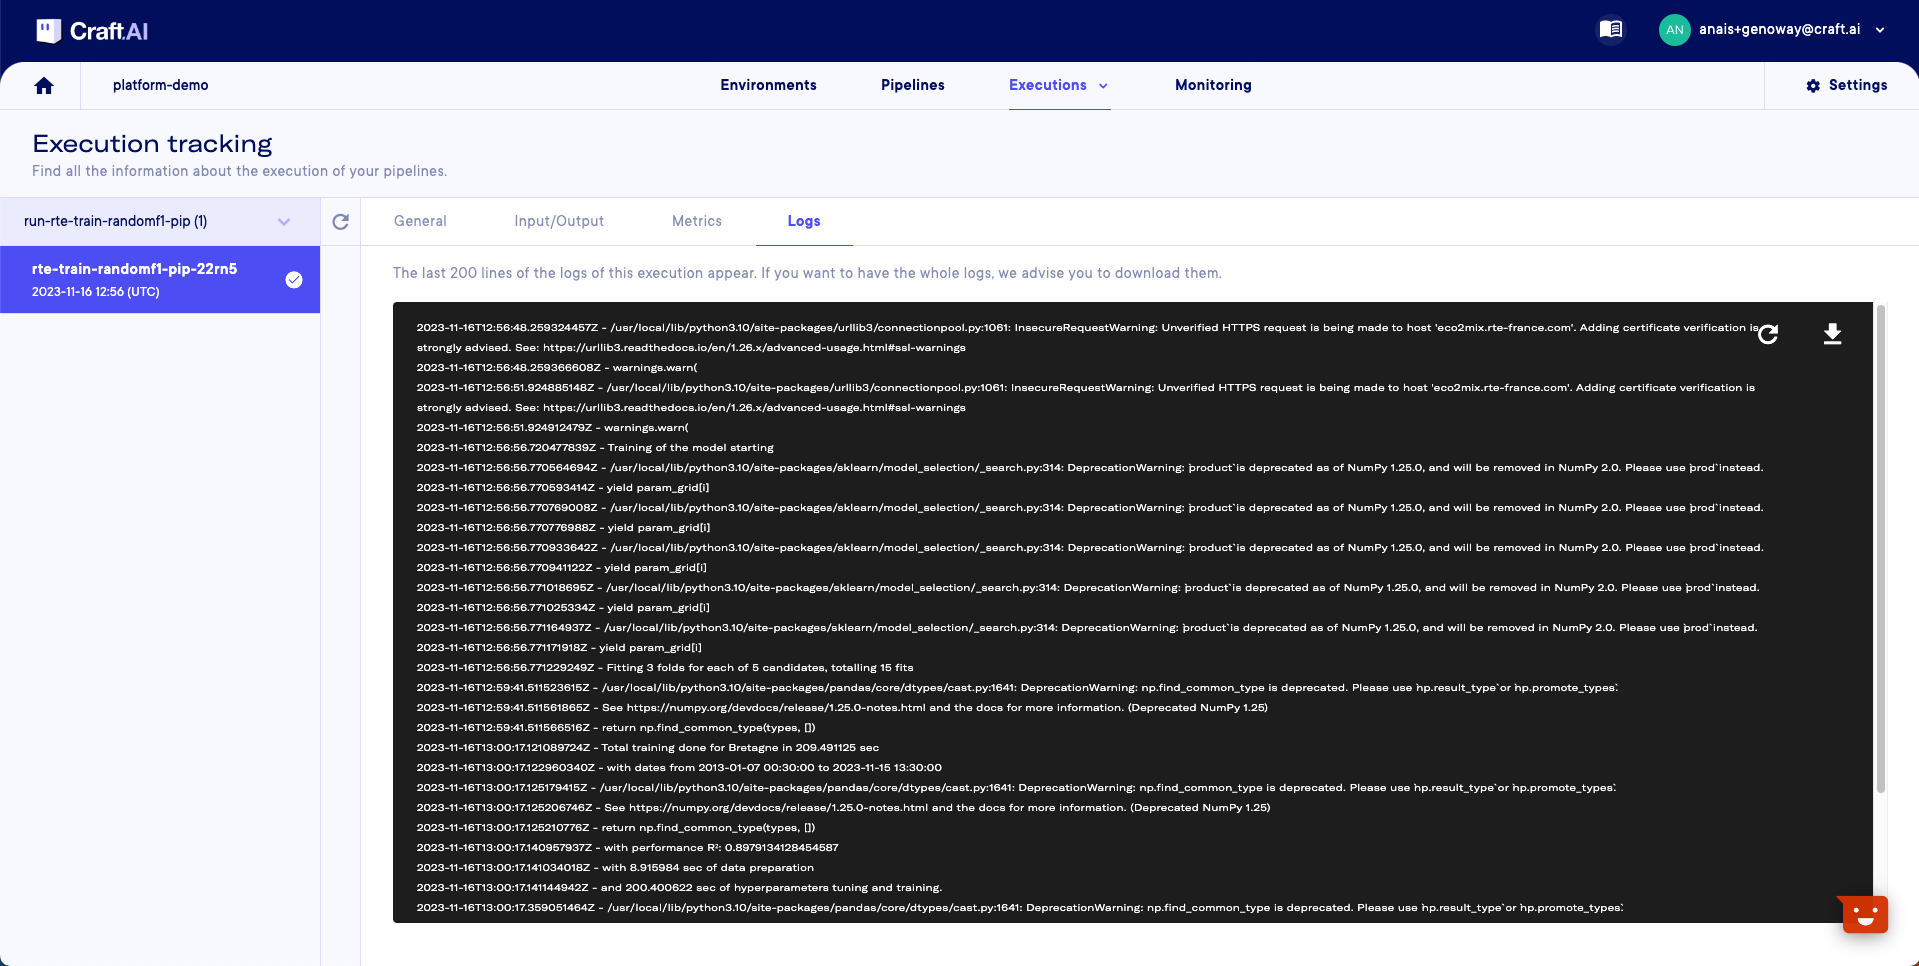 Craft.AI
AN
anais+genoway@craft.ai
platform-demo
Environments
Pipelines
Executions
Monitoring
Settings
Execution tracking
Find all the information about the execution of your pipelines.
run-rte-train-randomf1-pip (1)
General
Input/Output
Metrics
Logs
rte-train-randomf1-pip-22rn5
2023-11-16 12:56 (UTC)
The last 200 lines of the logs of this execution appear. If you want to have the whole logs, we advise you to download them.
2023-11-16T12:56:48.259324457Z - /usr/local/lib/python3.10/site-packages/urllib3/connectionpool.py:1061: InsecureRequestWarning: Unverified HTTPS request is being made to host 'eco2mix.rte-france.com'. Adding certificate verification is
strongly advised. See: https://urllib3.readthedocs.io/en/1.26.x/advanced-usage.html#ssl-warnings
2023-11-16T12:56:48.259366608Z - warnings.warn(
2023-11-16T12:56:51.924885148Z - /usr/local/lib/python3.10/site-packages/urllib3/connectionpool.py:1061: InsecureRequestWarning: Unverified HTTPS request is being made to host 'eco2mix.rte-france.com'. Adding certificate verification is
strongly advised. See: https://urllib3.readthedocs.io/en/1.26.x/advanced-usage.html#ssl-warnings
2023-11-16T12:56:51.924912479Z - warnings.warn(
2023-11-16T12:56:56.720477839Z - Training of the model starting
2023-11-16T12:56:56.770564694Z - /usr/local/lib/python3.10/site-packages/sklearn/model_selection/_search.py:314: DeprecationWarning: `product` is deprecated as of NumPy 1.25.0, and will be removed in NumPy 2.0. Please use `prod` instead.
2023-11-16T12:56:56.770593414Z - yield param_grid[i]
2023-11-16T12:56:56.770769008Z - /usr/local/lib/python3.10/site-packages/sklearn/model_selection/_search.py:314: DeprecationWarning: `product` is deprecated as of NumPy 1.25.0, and will be removed in NumPy 2.0. Please use `prod` instead.
2023-11-16T12:56:56.770776988Z - yield param_grid[i]
2023-11-16T12:56:56.770933642Z - /usr/local/lib/python3.10/site-packages/sklearn/model_selection/_search.py:314: DeprecationWarning: `product` is deprecated as of NumPy 1.25.0, and will be removed in NumPy 2.0. Please use `prod` instead.
2023-11-16T12:56:56.770941122Z - yield param_grid[i]
2023-11-16T12:56:56.771018695Z - /usr/local/lib/python3.10/site-packages/sklearn/model_selection/_search.py:314: DeprecationWarning: `product` is deprecated as of NumPy 1.25.0, and will be removed in NumPy 2.0. Please use `prod` instead.
2023-11-16T12:56:56.771025334Z - yield param_grid[i]
2023-11-16T12:56:56.771164937Z - /usr/local/lib/python3.10/site-packages/sklearn/model_selection/_search.py:314: DeprecationWarning: `product` is deprecated as of NumPy 1.25.0, and will be removed in NumPy 2.0. Please use `prod` instead.
2023-11-16T12:56:56.771171918Z - yield param_grid[i]
2023-11-16T12:56:56.771229249Z - Fitting 3 folds for each of 5 candidates, totalling 15 fits
2023-11-16T12:59:41.511523615Z - /usr/local/lib/python3.10/site-packages/pandas/core/dtypes/cast.py:1641: DeprecationWarning: np.find_common_type is deprecated. Please use `np.result_type` or `np.promote_types`.
2023-11-16T12:59:41.511561865Z - See https://numpy.org/devdocs/release/1.25.0-notes.html and the docs for more information. (Deprecated NumPy 1.25)
2023-11-16T12:59:41.511566516Z - return np.find_common_type(types, [])
2023-11-16T13:00:17.121089724Z - Total training done for Bretagne in 209.491125 sec
2023-11-16T13:00:17.122960340Z - with dates from 2013-01-07 00:30:00 to 2023-11-15 13:30:00
2023-11-16T13:00:17.125179415Z - /usr/local/lib/python3.10/site-packages/pandas/core/dtypes/cast.py:1641: DeprecationWarning: np.find_common_type is deprecated. Please use `np.result_type` or `np.promote_types`.
2023-11-16T13:00:17.125206746Z - See https://numpy.org/devdocs/release/1.25.0-notes.html and the docs for more information. (Deprecated NumPy 1.25)
2023-11-16T13:00:17.125210776Z - return np.find_common_type(types, [])
2023-11-16T13:00:17.140957937Z - with performance R²: 0.8979134128454587
2023-11-16T13:00:17.141034018Z - with 8.915984 sec of data preparation
2023-11-16T13:00:17.141144942Z - and 200.400622 sec of hyperparameters tuning and training.
2023-11-16T13:00:17.359051464Z - /usr/local/lib/python3.10/site-packages/pandas/core/dtypes/cast.py:1641: DeprecationWarning: np.find_common_type is deprecated. Please use `np.result_type` or `np.promote_types`.